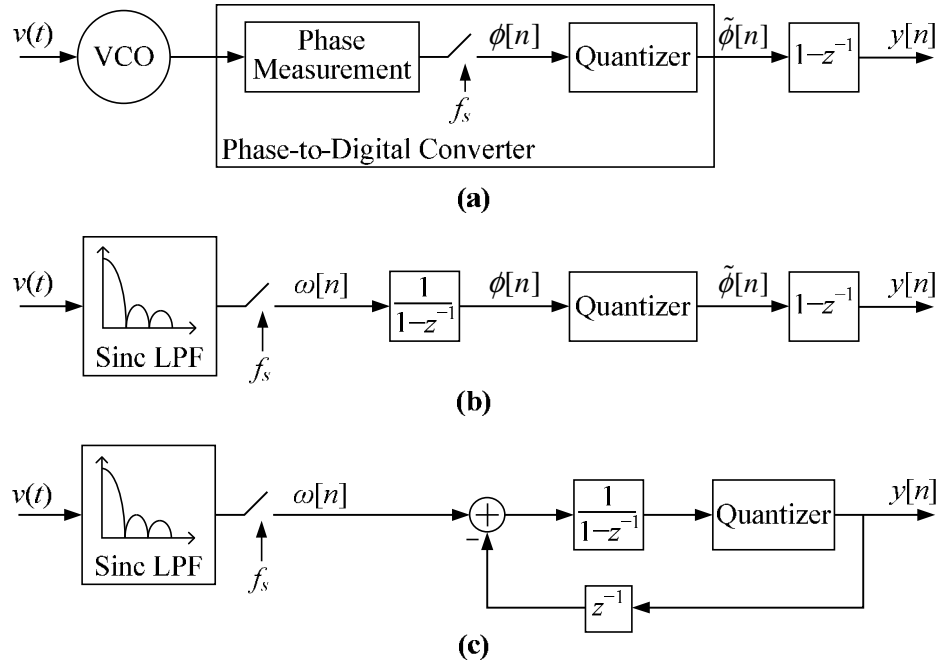 v(t)
VCO
Phase
Measurement
fₛ
ϕ[n]
Quantizer
ϕ̃[n]
1−z⁻¹
y[n]
Phase-to-Digital Converter
(a)
v(t)
Sinc LPF
fₛ
ω[n]
1
1−z⁻¹
ϕ[n]
Quantizer
ϕ̃[n]
1−z⁻¹
y[n]
(b)
v(t)
Sinc LPF
fₛ
ω[n]
+
−
1
1−z⁻¹
Quantizer
y[n]
z⁻¹
(c)